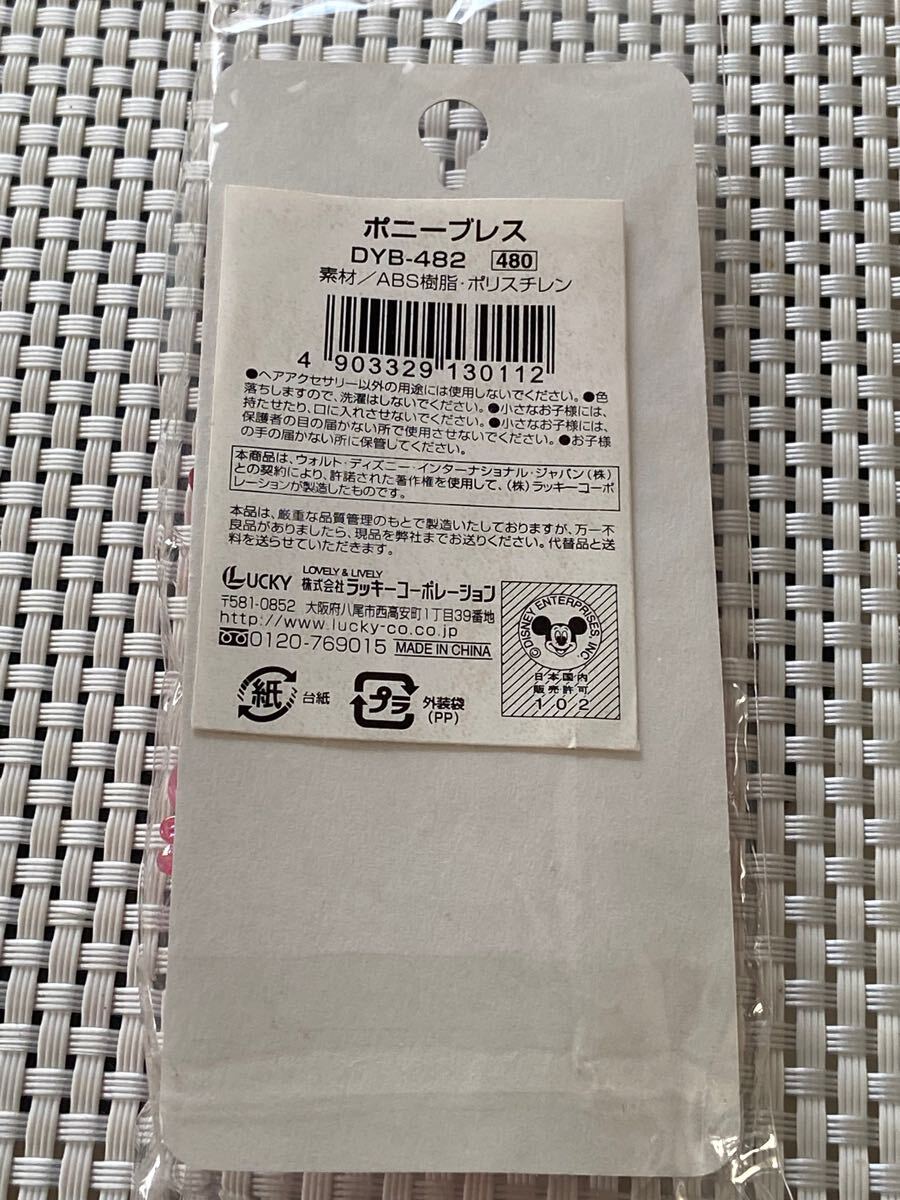 ポニーブレス
DYB-482 480
素材／ABS樹脂・ポリスチレン
4 903329 130112
●ヘアアクセサリー以外の用途には使用しないでください。●色
落ちしますので、洗濯はしないでください。●小さなお子様には、
持たせたり、口に入れさせないでください。●小さなお子様には、
保護者の目の届かない所で使用させないでください。●お子様
の手の届かない所に保管してください。
本商品は、ウォルト・ディズニー・インターナショナル・ジャパン（株）
との契約により、許諾された著作権を使用して、（株）ラッキーコーポ
レーションが製造したものです。
本品は、厳重な品質管理のもとで製造いたしておりますが、万一不
良品がありましたら、現品を弊社までお送りください。代替品と送
料を送らせていただきます。
LUCKY LOVELY & LIVELY 株式会社ラッキーコーポレーション
〒581-0852 大阪府八尾市西高安町1丁目39番地
http://www.lucky-co.co.jp
0120-769015 MADE IN CHINA
© DISNEY ENTERPRISES, INC.
日本国内
販売許可
102
紙 台紙
プラ 外装袋
(PP)